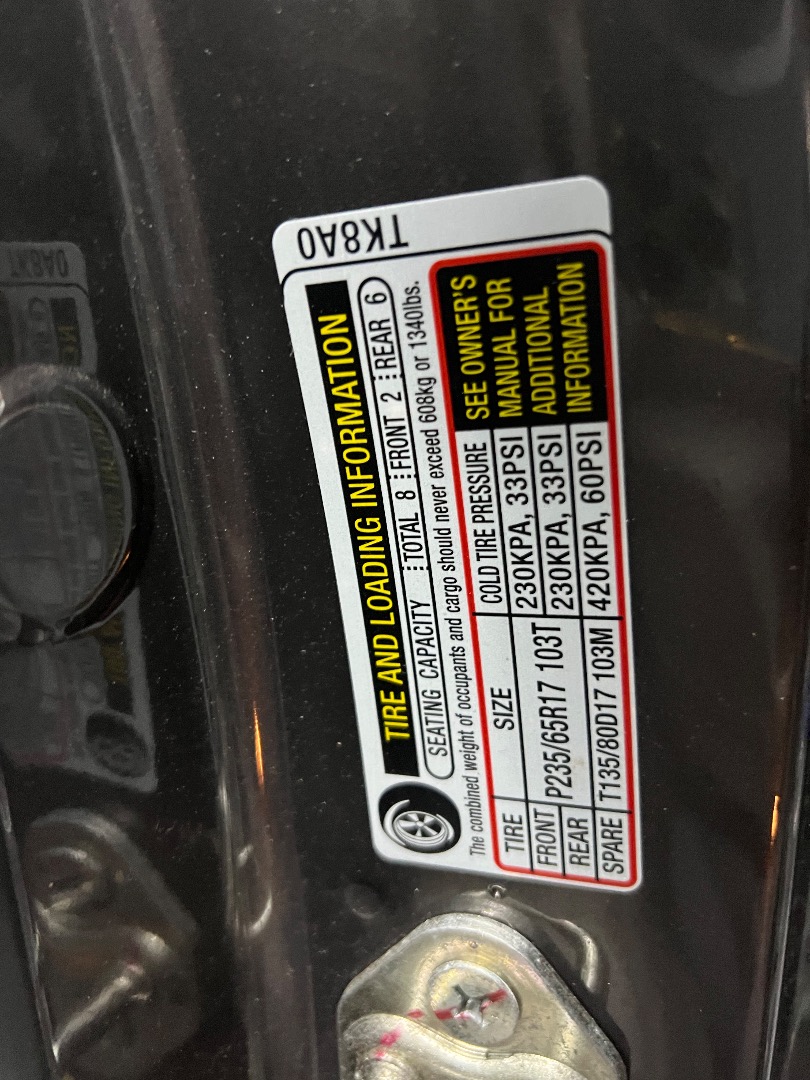 TK8A0
TIRE AND LOADING INFORMATION
SEATING CAPACITY TOTAL 8 FRONT 2 REAR 6
The combined weight of occupants and cargo should never exceed 608kg or 1340lbs.
TIRE SIZE COLD TIRE PRESSURE
FRONT P235/65R17 103T 230KPA, 33PSI
REAR 230KPA, 33PSI
SPARE T135/80D17 103M 420KPA, 60PSI
SEE OWNER'S
MANUAL FOR
ADDITIONAL
INFORMATION